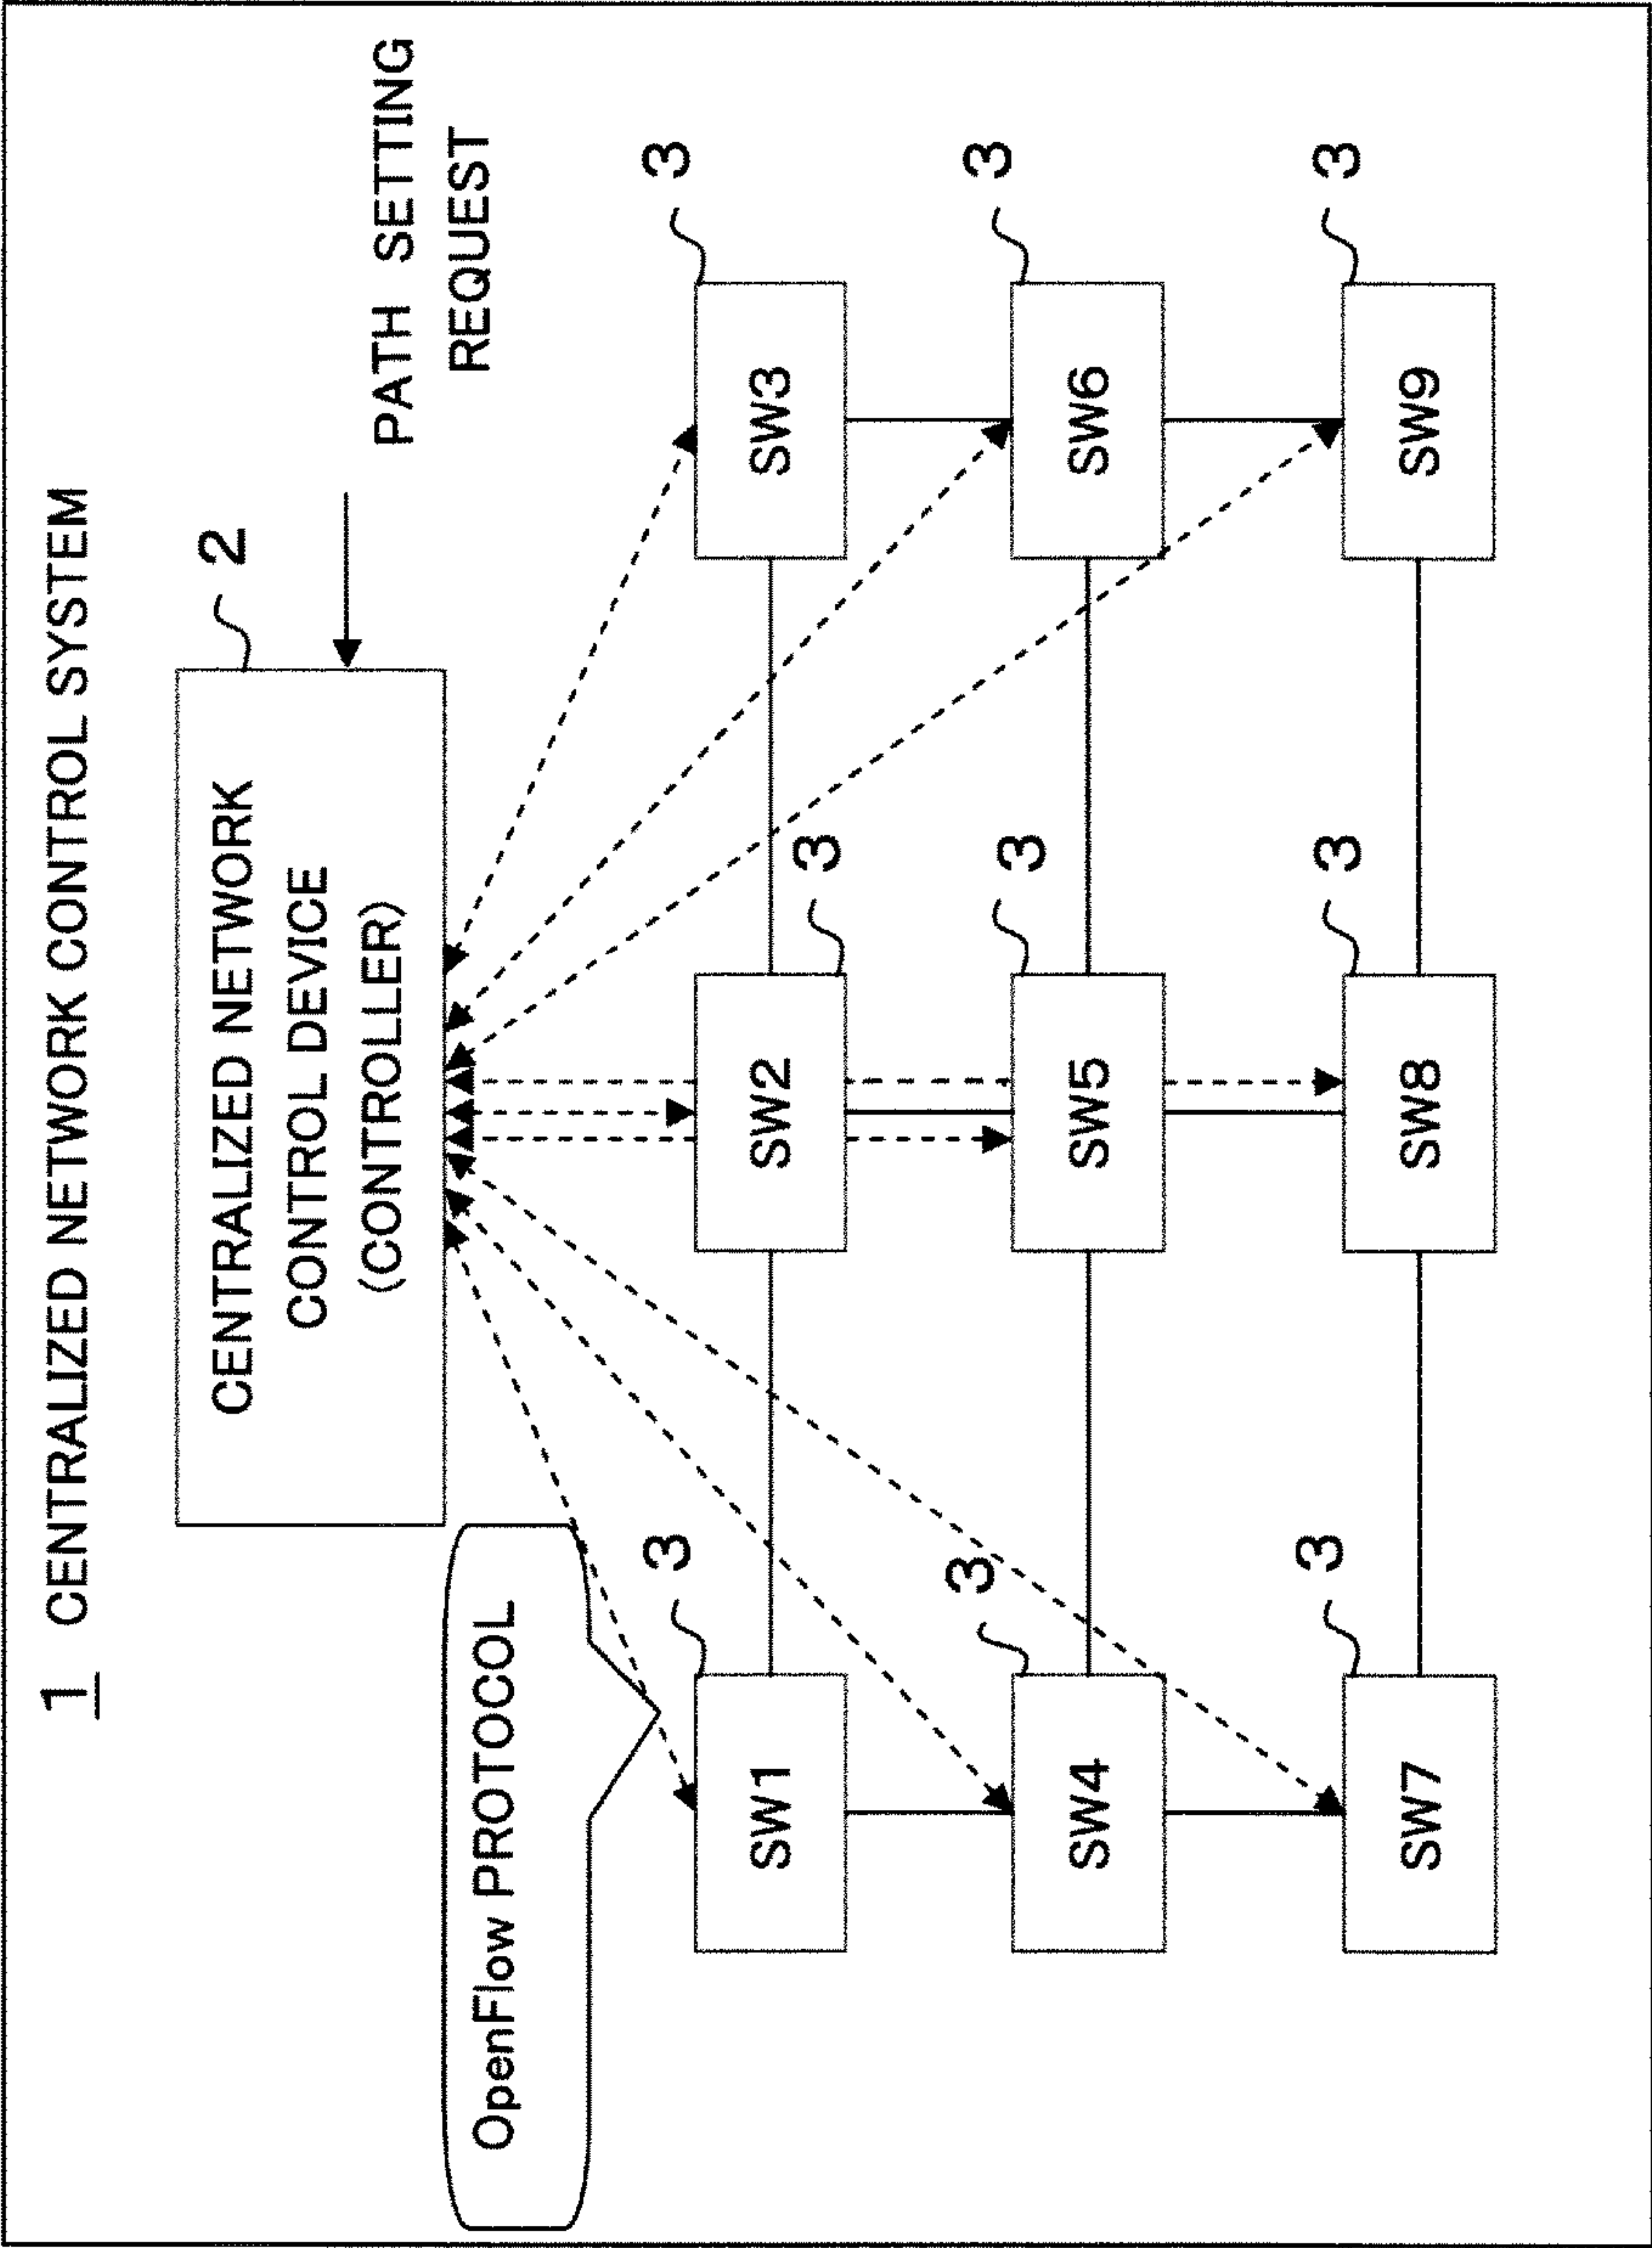 1 CENTRALIZED NETWORK CONTROL SYSTEM
CENTRALIZED NETWORK
CONTROL DEVICE
(CONTROLLER)
2
PATH SETTING
REQUEST
OpenFlow PROTOCOL
3
3
3
SW1
SW2
SW3
3
3
3
SW4
SW5
SW6
3
3
3
SW7
SW8
SW9